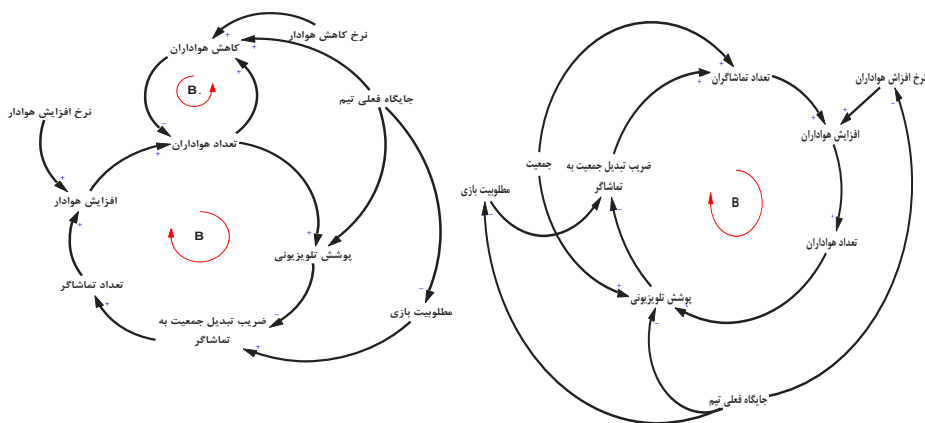 نرخ کاهش هوادار
کاهش هواداران
B.
جایگاه فعلی تیم
نرخ افزایش هوادار
تعداد هواداران
افزایش هوادار
B
پوشش تلویزیونی
تعداد تماشاگر
مطلوبیت بازی
ضریب تبدیل جمعیت به
تماشاگر
تعداد تماشاگران
نرخ افزاش هواداران
افزایش هواداران
ضریب تبدیل جمعیت به
تماشاگر
جمعیت
مطلوبیت بازی
B
تعداد هواداران
پوشش تلویزیونی
جایگاه فعلی تیم